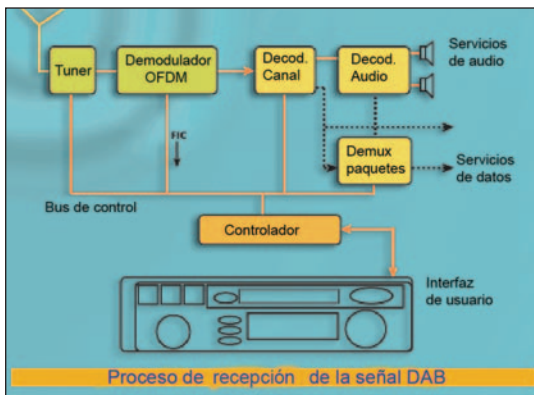 Tuner
Demodulador
OFDM
Decod.
Canal
Decod.
Audio
Servicios
de audio
FIC
Demux
paquetes
Servicios
de datos
Bus de control
Controlador
Interfaz
de usuario
Proceso de recepción de la señal DAB